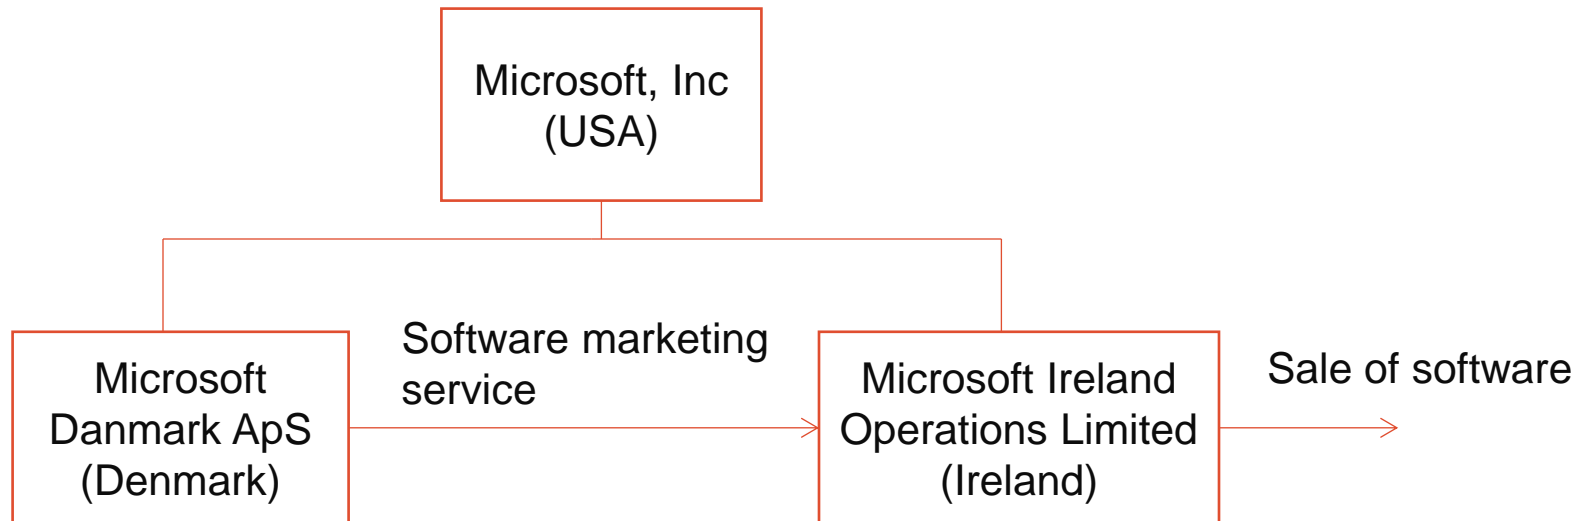 Microsoft, Inc
(USA)
Software marketing
service
Sale of software
Microsoft
Danmark ApS
(Denmark)
Microsoft Ireland
Operations Limited
(Ireland)